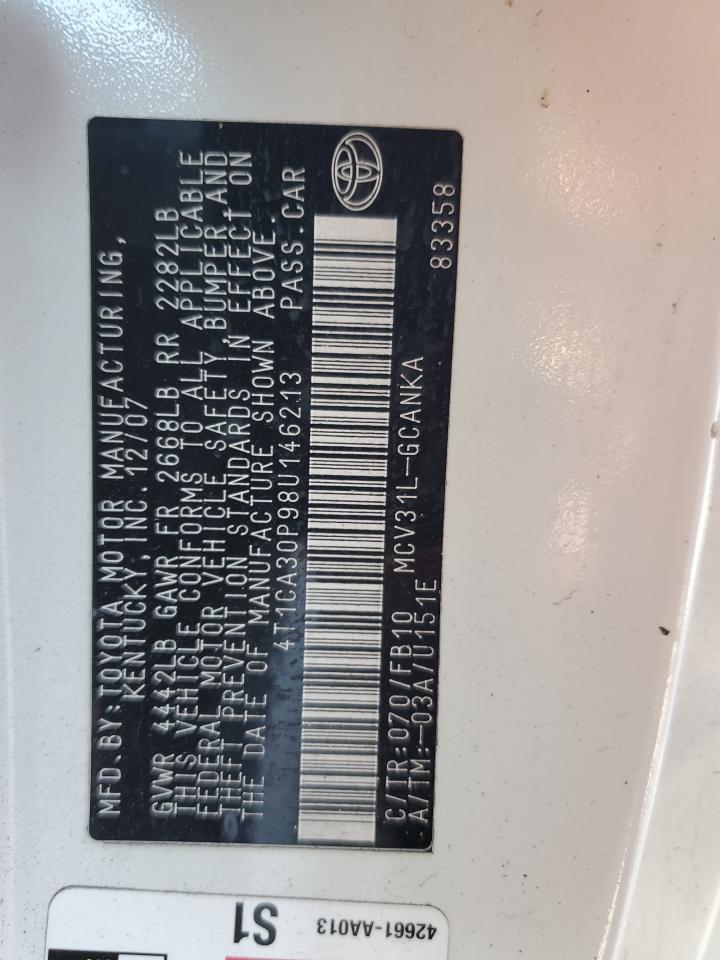 MFD.BY:TOYOTA MOTOR MANUFACTURING,
KENTUCKY, INC 12/07
GVWR 4442LB GAWR FR 2668LB RR 2282LB
THIS VEHICLE CONFORMS TO ALL APPLICABLE
FEDERAL MOTOR VEHICLE SAFETY BUMPER AND
THEFT PREVENTION STANDARDS IN EFFECT ON
THE DATE OF MANUFACTURE SHOWN ABOVE.
4T1CA30P98U146213 PASS.CAR
C/TR:070/FB10 MCV31L-GCANKA
A/TM:-03A/U151E 83358
S1
42661-AA013